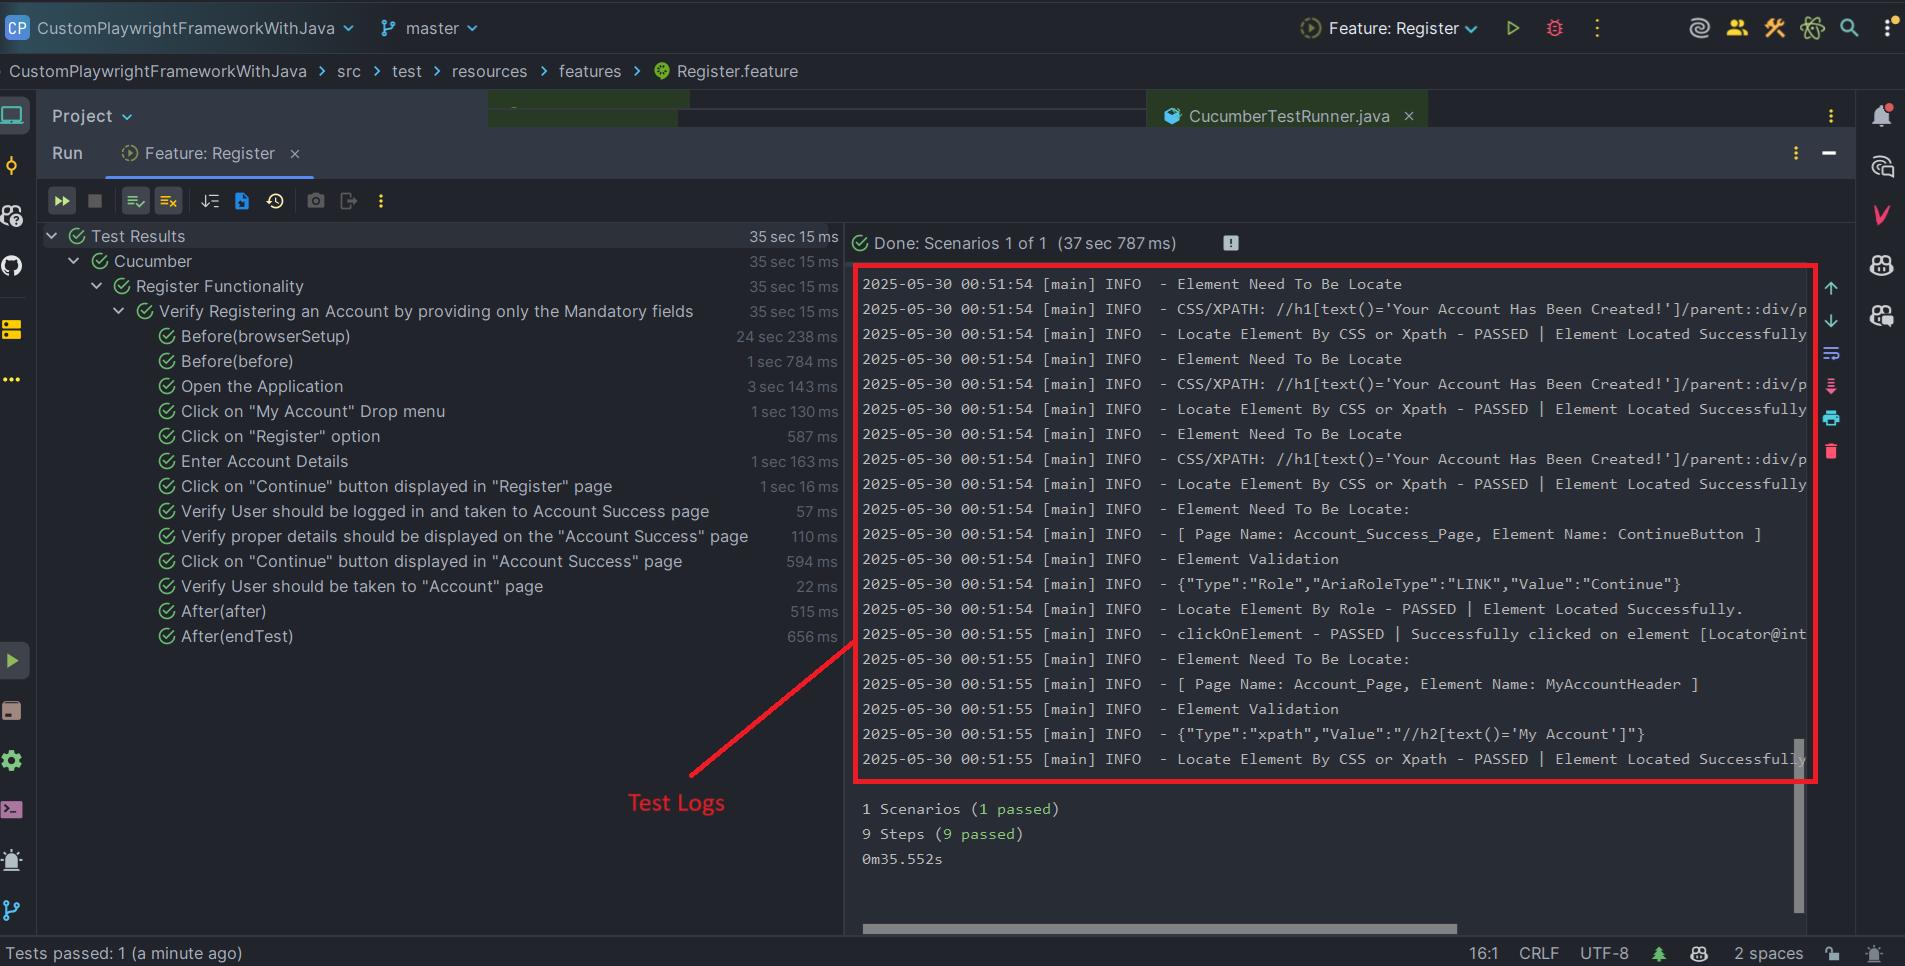 CP CustomPlaywrightFrameworkWithJava master Feature: Register
CustomPlaywrightFrameworkWithJava > src > test > resources > features > Register.feature
Project CucumberTestRunner.java ×
Run Feature: Register ×
Test Results 35 sec 15 ms
Cucumber 35 sec 15 ms
Register Functionality 35 sec 15 ms
Verify Registering an Account by providing only the Mandatory fields 35 sec 15 ms
Before(browserSetup) 24 sec 238 ms
Before(before) 1 sec 784 ms
Open the Application 3 sec 143 ms
Click on "My Account" Drop menu 1 sec 130 ms
Click on "Register" option 587 ms
Enter Account Details 1 sec 163 ms
Click on "Continue" button displayed in "Register" page 1 sec 16 ms
Verify User should be logged in and taken to Account Success page 57 ms
Verify proper details should be displayed on the "Account Success" page 110 ms
Click on "Continue" button displayed in "Account Success" page 594 ms
Verify User should be taken to "Account" page 22 ms
After(after) 515 ms
After(endTest) 656 ms
Test Logs
Done: Scenarios 1 of 1 (37 sec 787 ms)
2025-05-30 00:51:54 [main] INFO - Element Need To Be Locate
2025-05-30 00:51:54 [main] INFO - CSS/XPATH: //h1[text()='Your Account Has Been Created!']/parent::div/p
2025-05-30 00:51:54 [main] INFO - Locate Element By CSS or Xpath - PASSED | Element Located Successfully
2025-05-30 00:51:54 [main] INFO - Element Need To Be Locate
2025-05-30 00:51:54 [main] INFO - CSS/XPATH: //h1[text()='Your Account Has Been Created!']/parent::div/p
2025-05-30 00:51:54 [main] INFO - Locate Element By CSS or Xpath - PASSED | Element Located Successfully
2025-05-30 00:51:54 [main] INFO - Element Need To Be Locate
2025-05-30 00:51:54 [main] INFO - CSS/XPATH: //h1[text()='Your Account Has Been Created!']/parent::div/p
2025-05-30 00:51:54 [main] INFO - Locate Element By CSS or Xpath - PASSED | Element Located Successfully
2025-05-30 00:51:54 [main] INFO - Element Need To Be Locate:
2025-05-30 00:51:54 [main] INFO - [ Page Name: Account_Success_Page, Element Name: ContinueButton ]
2025-05-30 00:51:54 [main] INFO - Element Validation
2025-05-30 00:51:54 [main] INFO - {"Type":"Role","AriaRoleType":"LINK","Value":"Continue"}
2025-05-30 00:51:54 [main] INFO - Locate Element By Role - PASSED | Element Located Successfully.
2025-05-30 00:51:55 [main] INFO - clickOnElement - PASSED | Successfully clicked on element [Locator@int
2025-05-30 00:51:55 [main] INFO - Element Need To Be Locate:
2025-05-30 00:51:55 [main] INFO - [ Page Name: Account_Page, Element Name: MyAccountHeader ]
2025-05-30 00:51:55 [main] INFO - Element Validation
2025-05-30 00:51:55 [main] INFO - {"Type":"xpath","Value":"//h2[text()='My Account']"}
2025-05-30 00:51:55 [main] INFO - Locate Element By CSS or Xpath - PASSED | Element Located Successfully
1 Scenarios (1 passed)
9 Steps (9 passed)
0m35.552s
Tests passed: 1 (a minute ago) 16:1 CRLF UTF-8 2 spaces